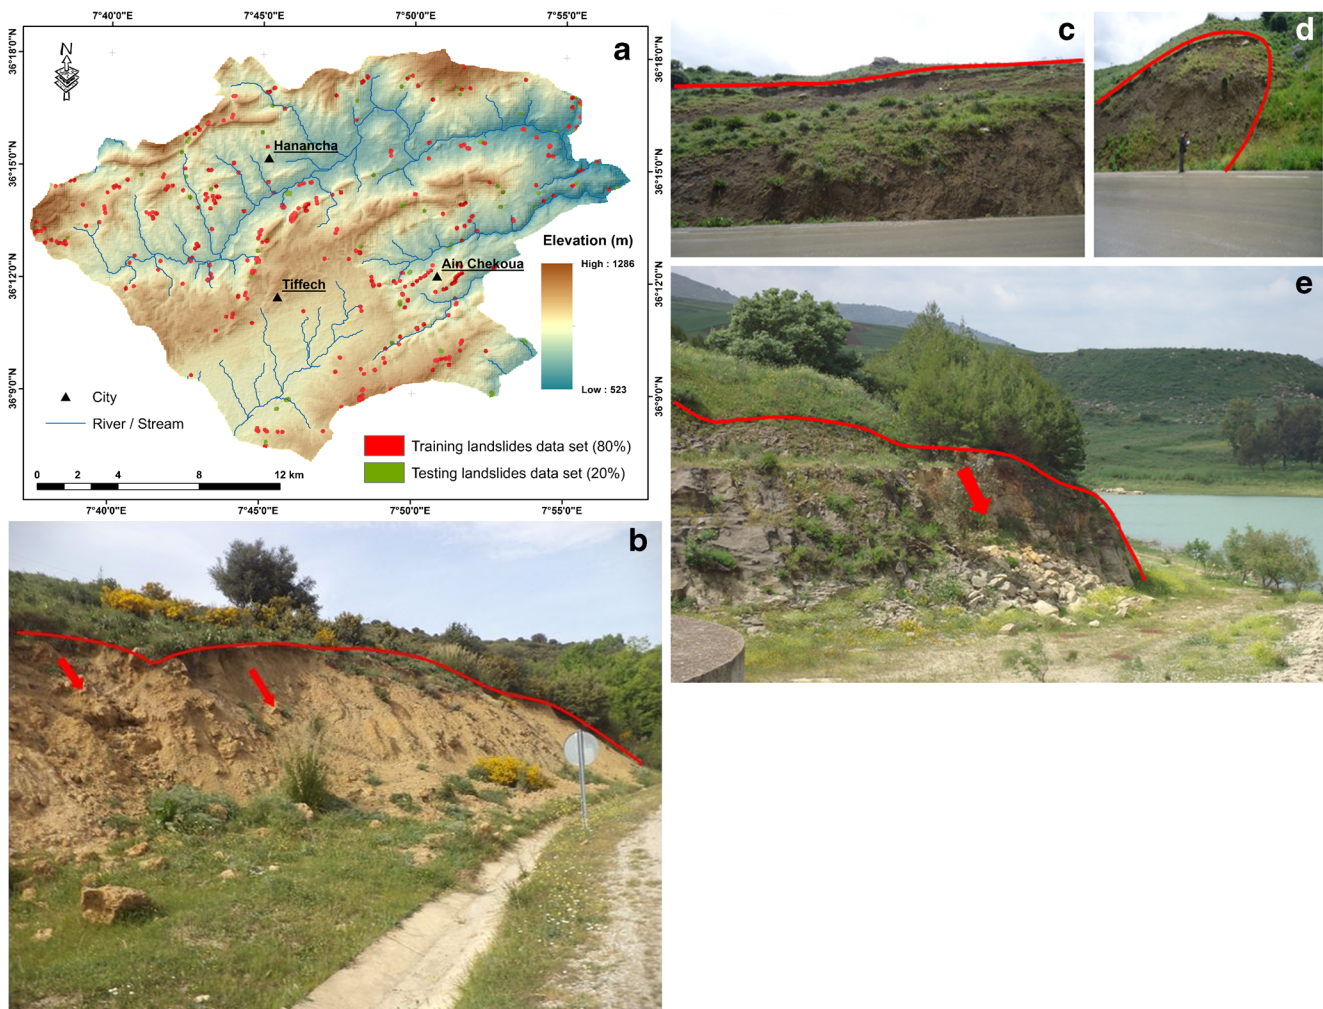 7°40'0"E 7°45'0"E 7°50'0"E 7°55'0"E
36°18'0"N
36°15'0"N
36°12'0"N
36°9'0"N
N
a
Hanancha
Ain Chekoua
Tiffech
Elevation (m)
High : 1286
Low : 523
City
River / Stream
Training landslides data set (80%)
Testing landslides data set (20%)
0 2 4 8 12 km
7°40'0"E 7°45'0"E 7°50'0"E 7°55'0"E
36°18'0"N
36°15'0"N
36°12'0"N
36°9'0"N
c
d
e
b